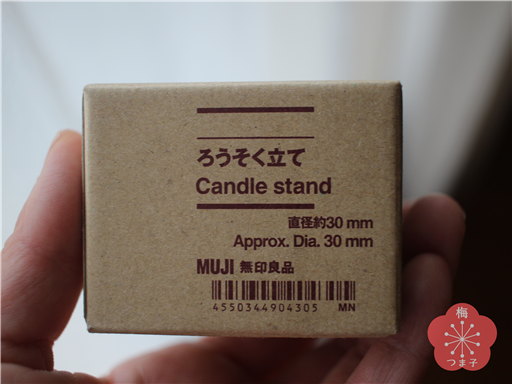 ろうそく立て
Candle stand
直径約30 mm
Approx. Dia. 30 mm
MUJI 無印良品
4550344904305 MN
梅
つま子